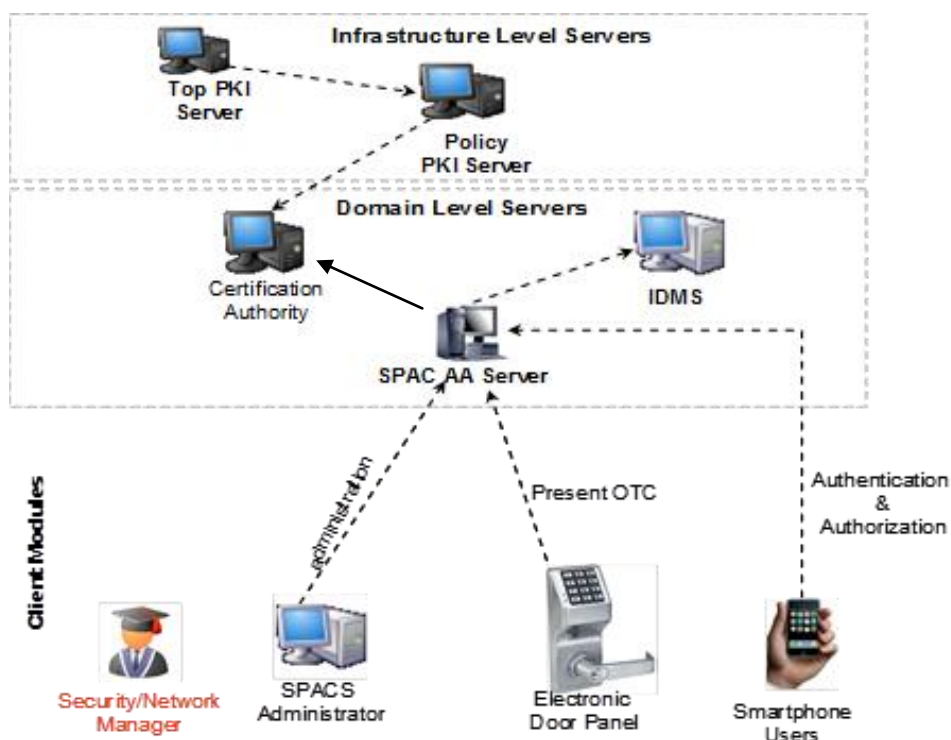 Infrastructure Level Servers
Top PKI
Server
Policy
PKI Server
Domain Level Servers
Certification
Authority
IDMS
SPAC AA Server
Client Modules
administration
Present OTC
Authentication
&
Authorization
Security/Network
Manager
SPACS
Administrator
Electronic
Door Panel
Smartphone
Users